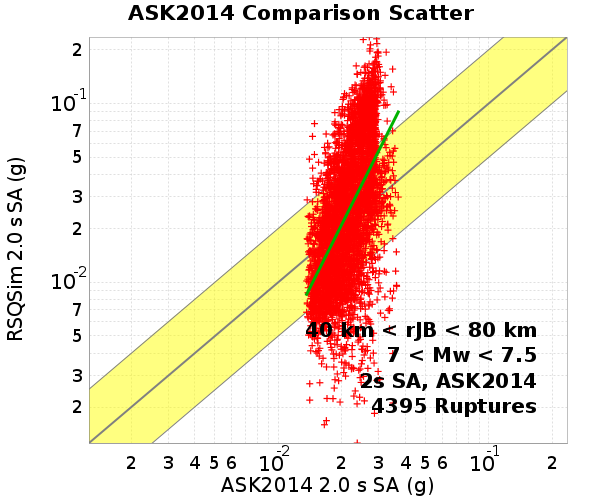 ASK2014 Comparison Scatter
RSQSim 2.0 s SA (g)
2
10-1
7
5
3
2
10-2
7
5
3
2
40 km < rJB < 80 km
7 < Mw < 7.5
2s SA, ASK2014
4395 Ruptures
2 3 4 5 6 10-2 2 3 4 5 6 10-1 2
ASK2014 2.0 s SA (g)